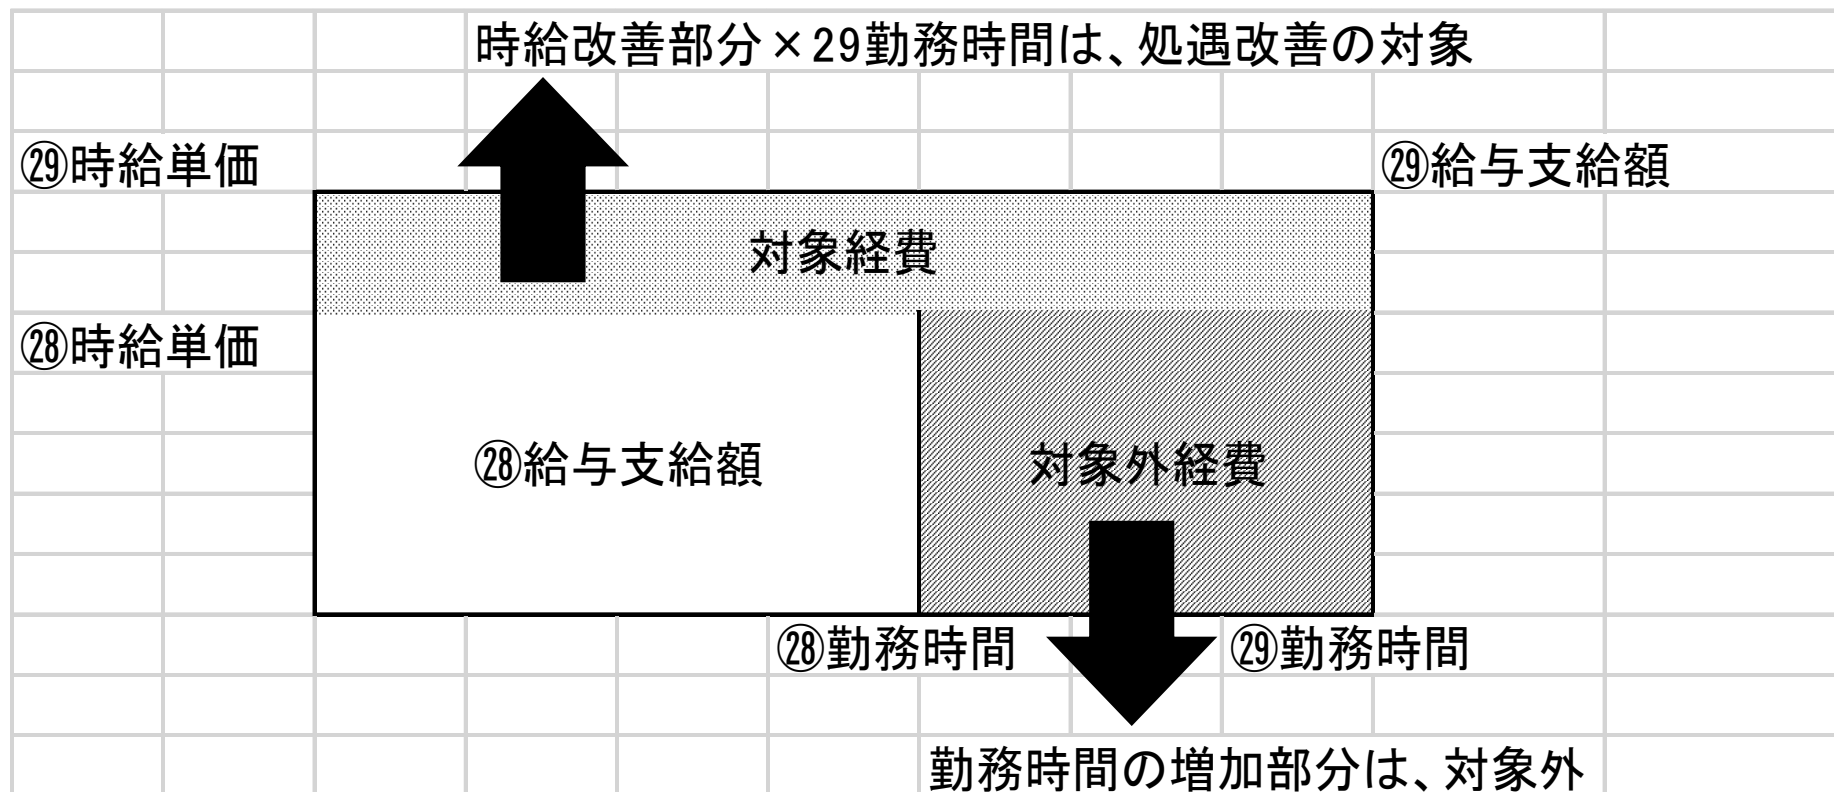 時給改善部分×29勤務時間は、処遇改善の対象
㉙時給単価
㉙給与支給額
対象経費
㉘時給単価
㉘給与支給額
対象外経費
㉘勤務時間
㉙勤務時間
勤務時間の増加部分は、対象外